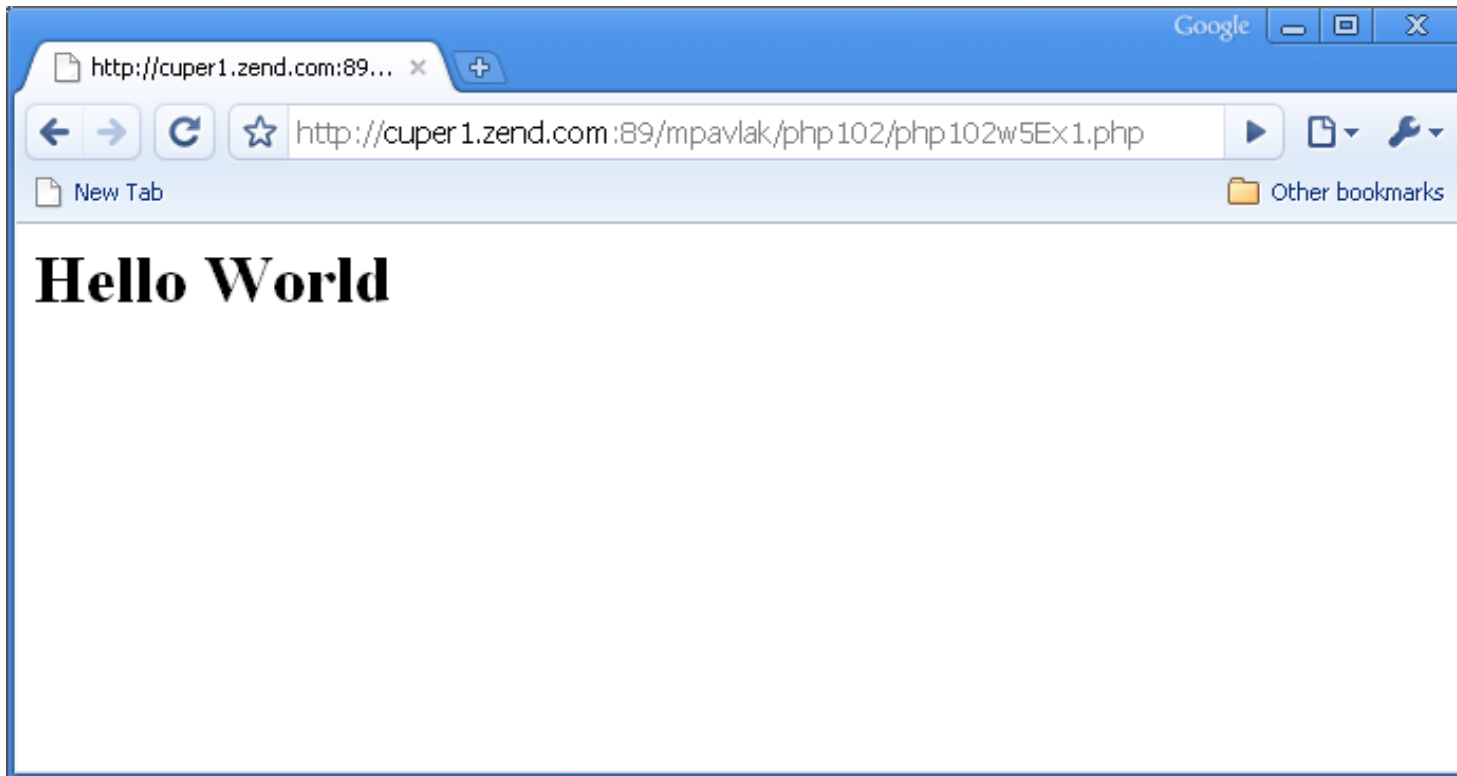 Google
http://cuper1.zend.com:89...
http://cuper1.zend.com:89/mpavlak/php102/php102w5Ex1.php
New Tab
Other bookmarks
Hello World